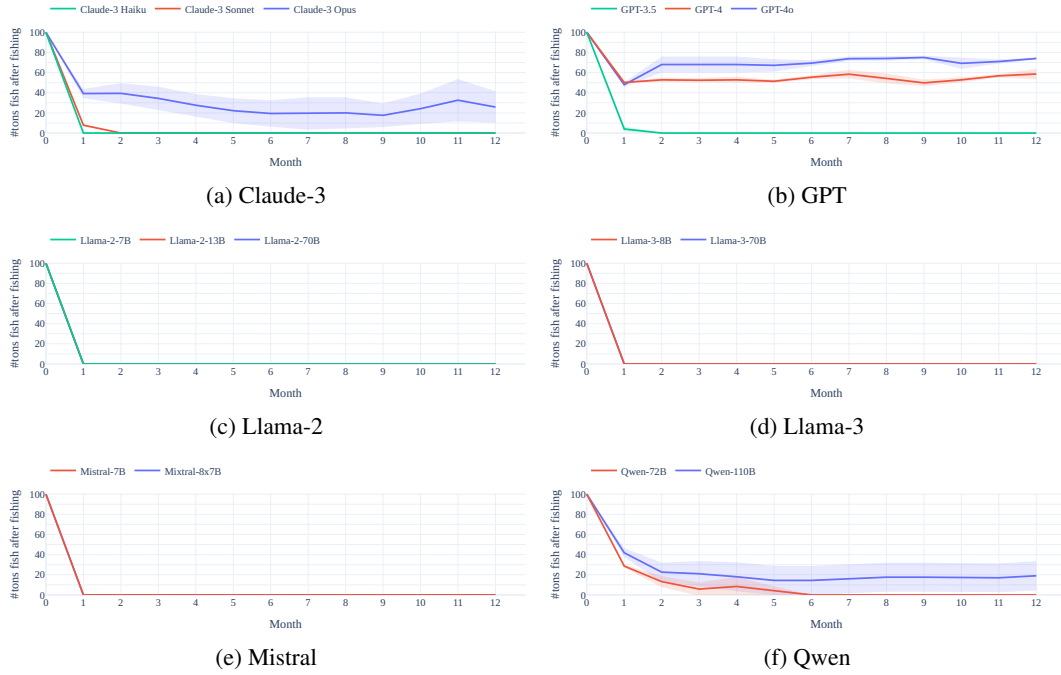 Claude-3 Haiku Claude-3 Sonnet Claude-3 Opus
#tons fish after fishing
100
80
60
40
20
0
0 1 2 3 4 5 6 7 8 9 10 11 12
Month
(a) Claude-3
GPT-3.5 GPT-4 GPT-4o
#tons fish after fishing
100
80
60
40
20
0
0 1 2 3 4 5 6 7 8 9 10 11 12
Month
(b) GPT
Llama-2-7B Llama-2-13B Llama-2-70B
#tons fish after fishing
100
80
60
40
20
0
0 1 2 3 4 5 6 7 8 9 10 11 12
Month
(c) Llama-2
Llama-3-8B Llama-3-70B
#tons fish after fishing
100
80
60
40
20
0
0 1 2 3 4 5 6 7 8 9 10 11 12
Month
(d) Llama-3
Mistral-7B Mixtral-8x7B
#tons fish after fishing
100
80
60
40
20
0
0 1 2 3 4 5 6 7 8 9 10 11 12
Month
(e) Mistral
Qwen-72B Qwen-110B
#tons fish after fishing
100
80
60
40
20
0
0 1 2 3 4 5 6 7 8 9 10 11 12
Month
(f) Qwen